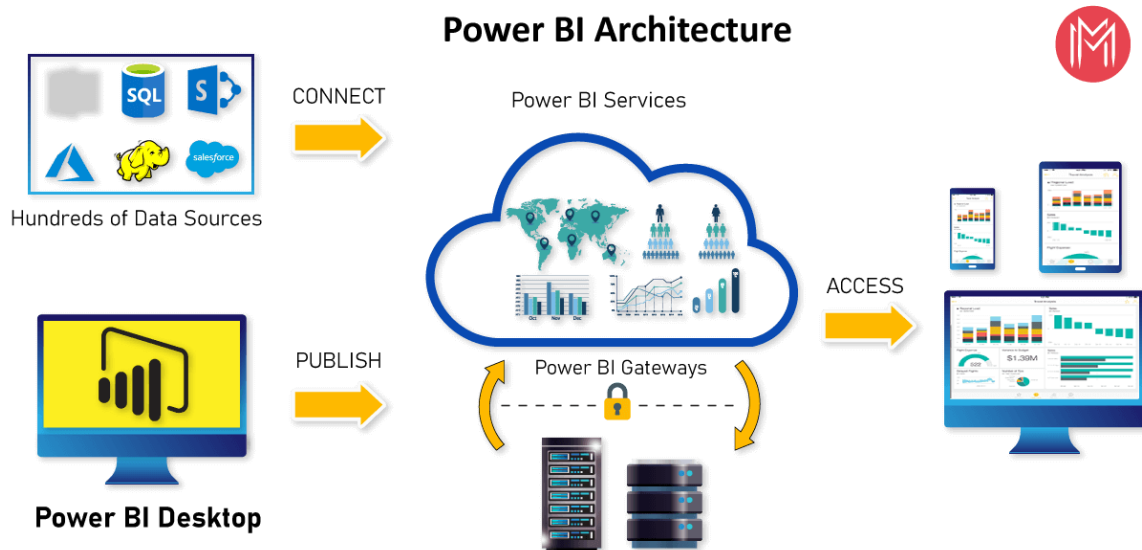 Power BI Architecture
SQL
S
salesforce
Hundreds of Data Sources
CONNECT
Power BI Services
Oct Nov Dec
ACCESS
$1.39M
PUBLISH
Power BI Gateways
Power BI Desktop